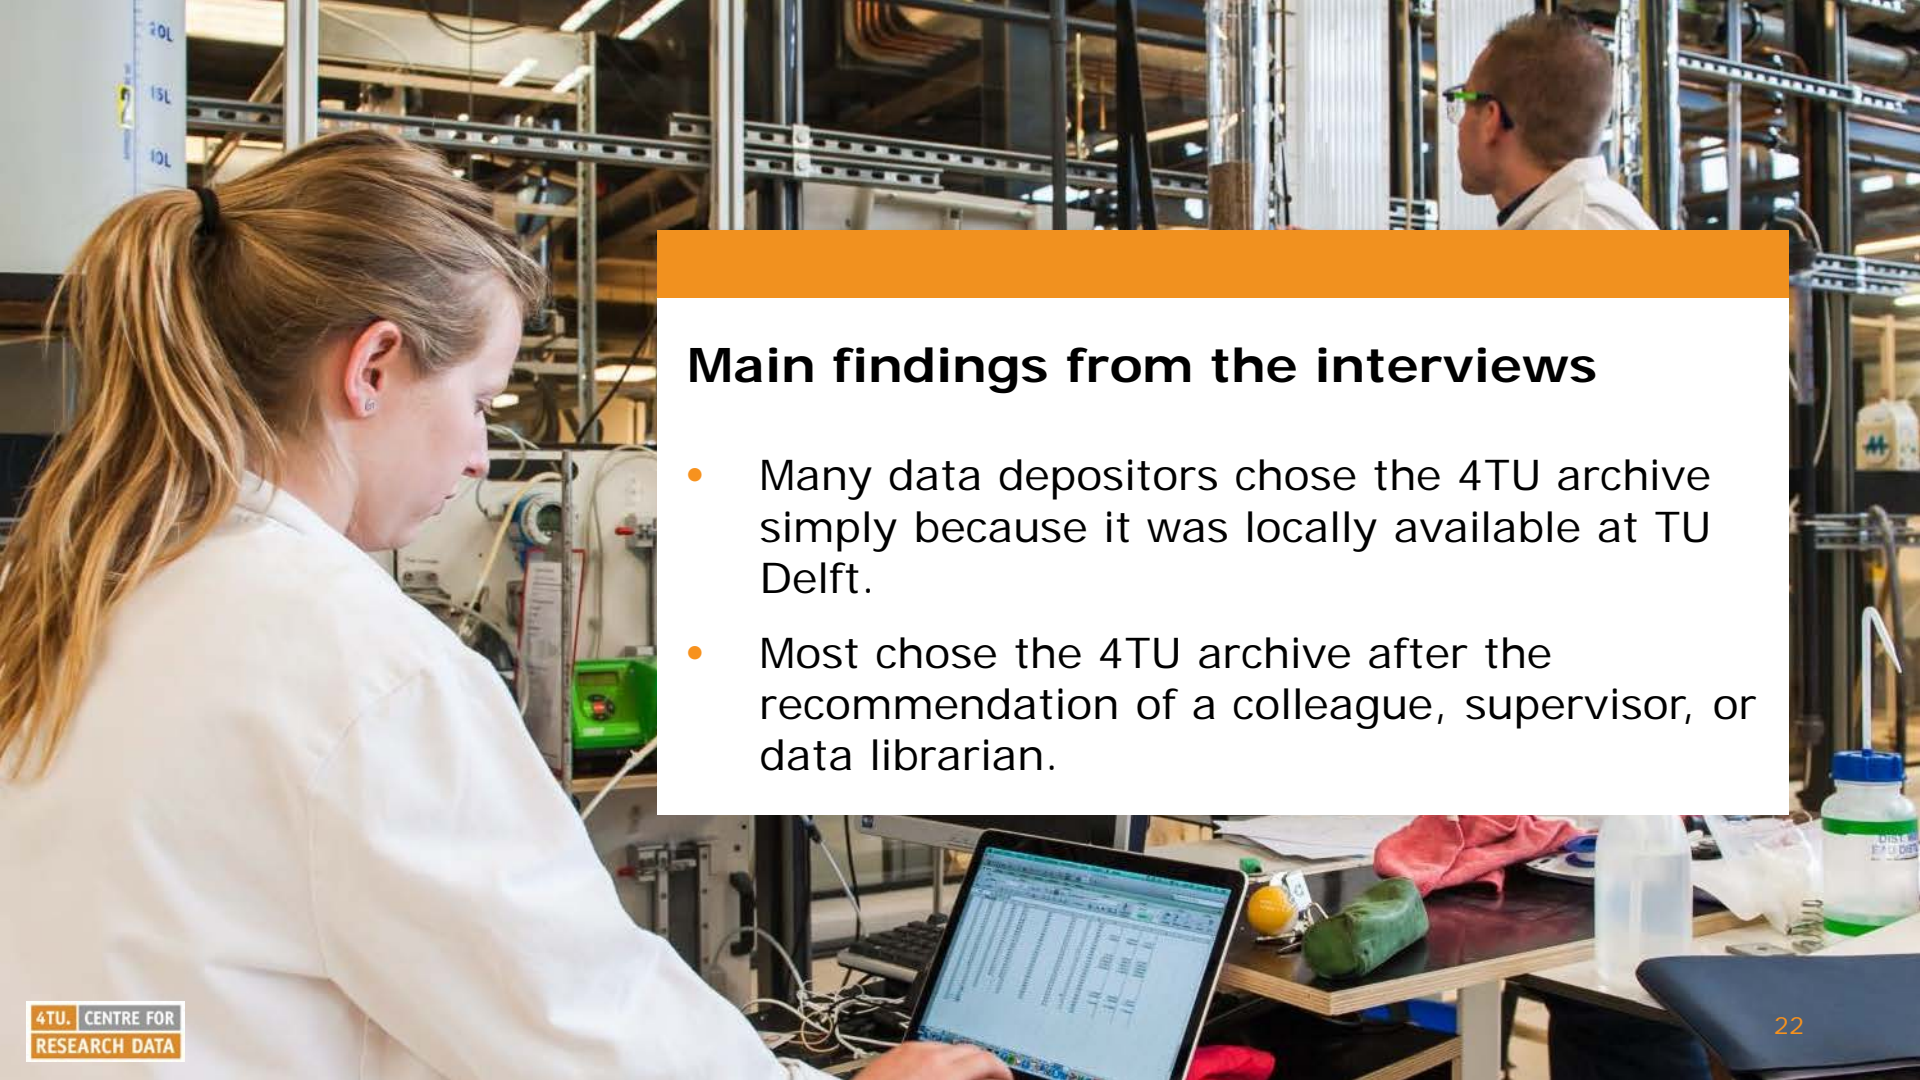 20L
15L
10L
Main findings from the interviews
• Many data depositors chose the 4TU archive
simply because it was locally available at TU
Delft.
• Most chose the 4TU archive after the
recommendation of a colleague, supervisor, or
data librarian.
DIST.
4TU. CENTRE FOR
RESEARCH DATA
22